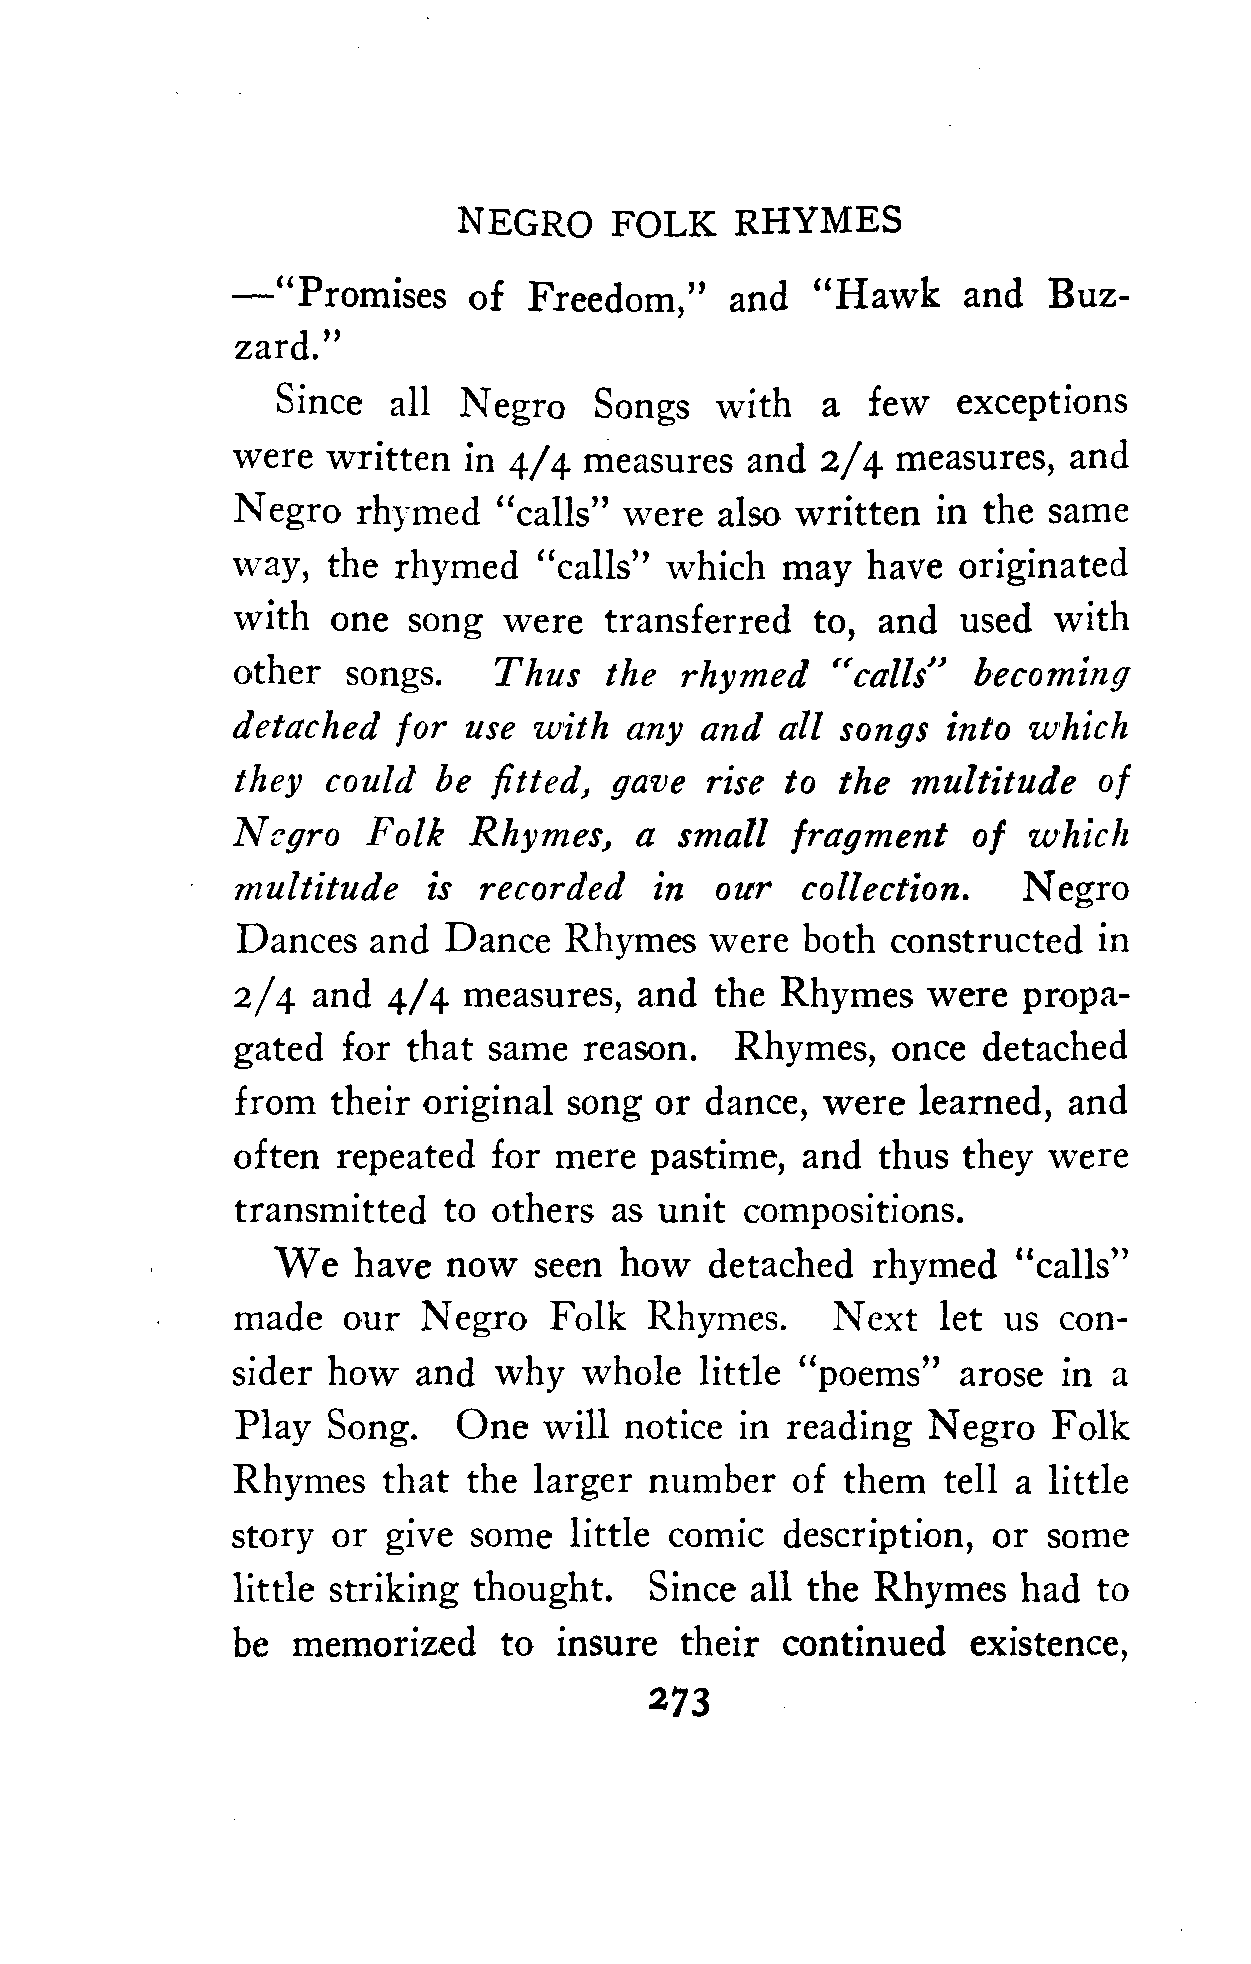 NEGRO FOLK RHYMES
—"Promises of Freedom," and "Hawk and Buz-
zard."
Since all Negro Songs with a few exceptions
were written in 4/4 measures and 2/4 measures, and
Negro rhymed "calls" were also written in the same
way, the rhymed "calls" which may have originated
with one song were transferred to, and used with
other songs. Thus the rhymed "calls" becoming
detached for use with any and all songs into which
they could be fitted, gave rise to the multitude of
Negro Folk Rhymes, a small fragment of which
multitude is recorded in our collection. Negro
Dances and Dance Rhymes were both constructed in
2/4 and 4/4 measures, and the Rhymes were propa-
gated for that same reason. Rhymes, once detached
from their original song or dance, were learned, and
often repeated for mere pastime, and thus they were
transmitted to others as unit compositions.
We have now seen how detached rhymed "calls"
made our Negro Folk Rhymes. Next let us con-
sider how and why whole little "poems" arose in a
Play Song. One will notice in reading Negro Folk
Rhymes that the larger number of them tell a little
story or give some little comic description, or some
little striking thought. Since all the Rhymes had to
be memorized to insure their continued existence,
273